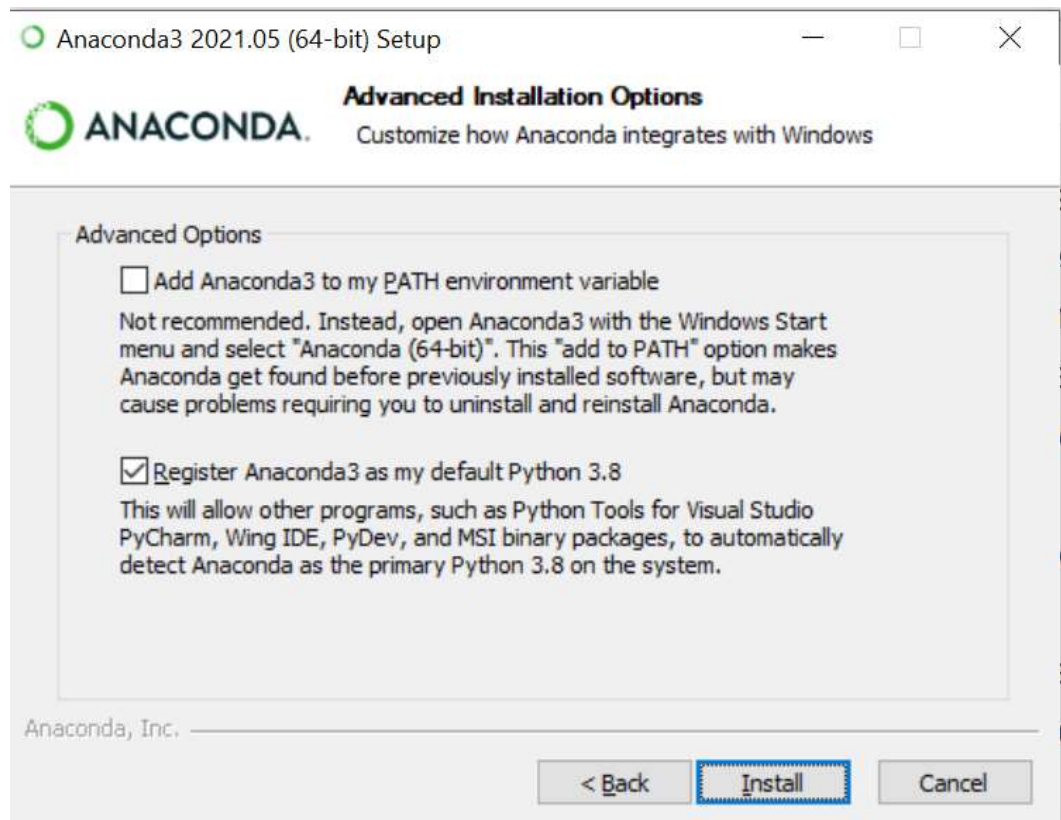 Anaconda3 2021.05 (64-bit) Setup
ANACONDA.
Advanced Installation Options
Customize how Anaconda integrates with Windows
Advanced Options
Add Anaconda3 to my PATH environment variable
Not recommended. Instead, open Anaconda3 with the Windows Start
menu and select "Anaconda (64-bit)". This "add to PATH" option makes
Anaconda get found before previously installed software, but may
cause problems requiring you to uninstall and reinstall Anaconda.
Register Anaconda3 as my default Python 3.8
This will allow other programs, such as Python Tools for Visual Studio
PyCharm, Wing IDE, PyDev, and MSI binary packages, to automatically
detect Anaconda as the primary Python 3.8 on the system.
Anaconda, Inc.
< Back
Install
Cancel